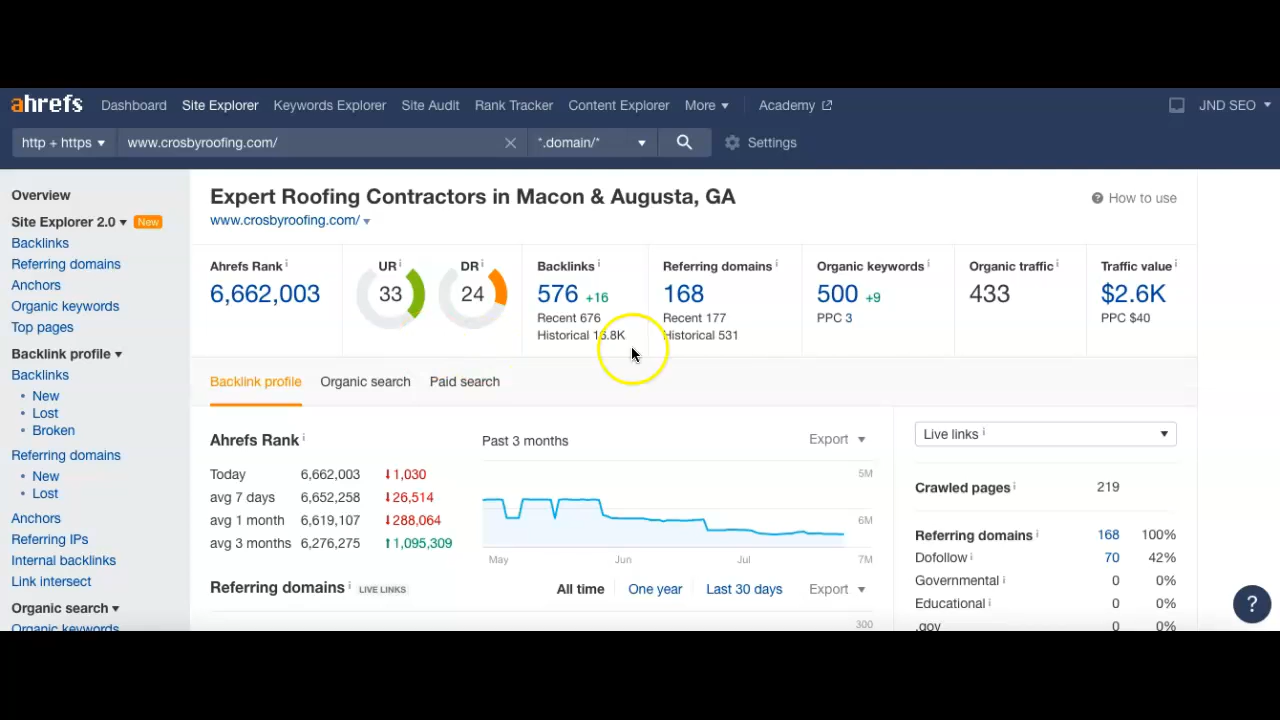 ahrefs Dashboard Site Explorer Keywords Explorer Site Audit Rank Tracker Content Explorer More Academy JND SEO
http + https www.crosbyroofing.com/ *.domain/* Settings
Overview
Site Explorer 2.0 New
Backlinks
Referring domains
Anchors
Organic keywords
Top pages
Backlink profile
Backlinks
New
Lost
Broken
Referring domains
New
Lost
Anchors
Referring IPs
Internal backlinks
Link intersect
Organic search
Organic keywords
Expert Roofing Contractors in Macon & Augusta, GA
How to use
www.crosbyroofing.com/
Ahrefs Rank
6,662,003
UR
33
DR
24
Backlinks
576 +16
Recent 676
Historical
Referring domains
168
Recent 177
Historical 531
Organic keywords
500 +9
PPC 3
Organic traffic
433
Traffic value
$2.6K
PPC $40
Backlink profile Organic search Paid search
Ahrefs Rank
Today 6,662,003 1,030
avg 7 days 6,652,258 26,514
avg 1 month 6,619,107 288,064
avg 3 months 6,276,275 1,095,309
Past 3 months Export
5M
6M
7M
May Jun Jul
Referring domains LIVE LINKS All time One year Last 30 days Export
300
Live links
Crawled pages 219
Referring domains 168 100%
Dofollow 70 42%
Governmental 0 0%
Educational 0 0%
.gov 0 0%
?